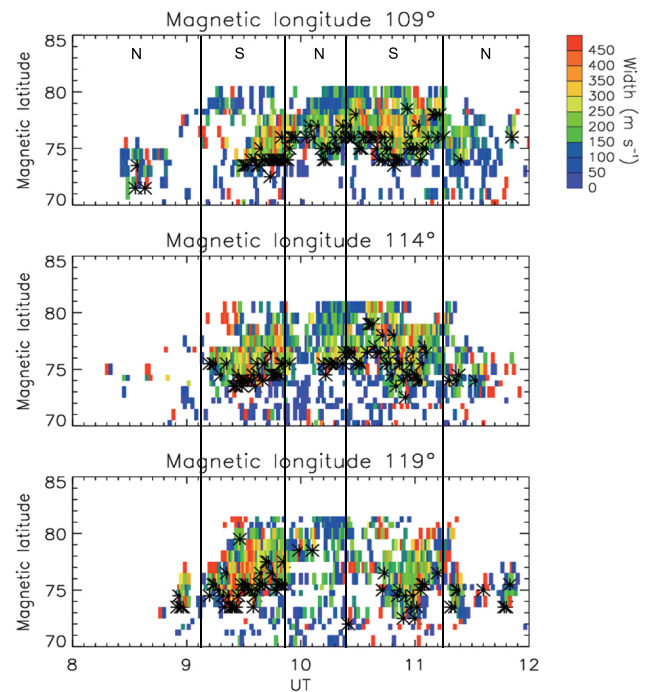 Magnetic longitude 109°
85
N S N S N
80
75
70
Magnetic latitude
450
400
350
300
250
200
150
100
50
0
Width (m s⁻¹)
Magnetic longitude 114°
85
80
75
70
Magnetic latitude
Magnetic longitude 119°
85
80
75
70
Magnetic latitude
8 9 10 11 12
UT